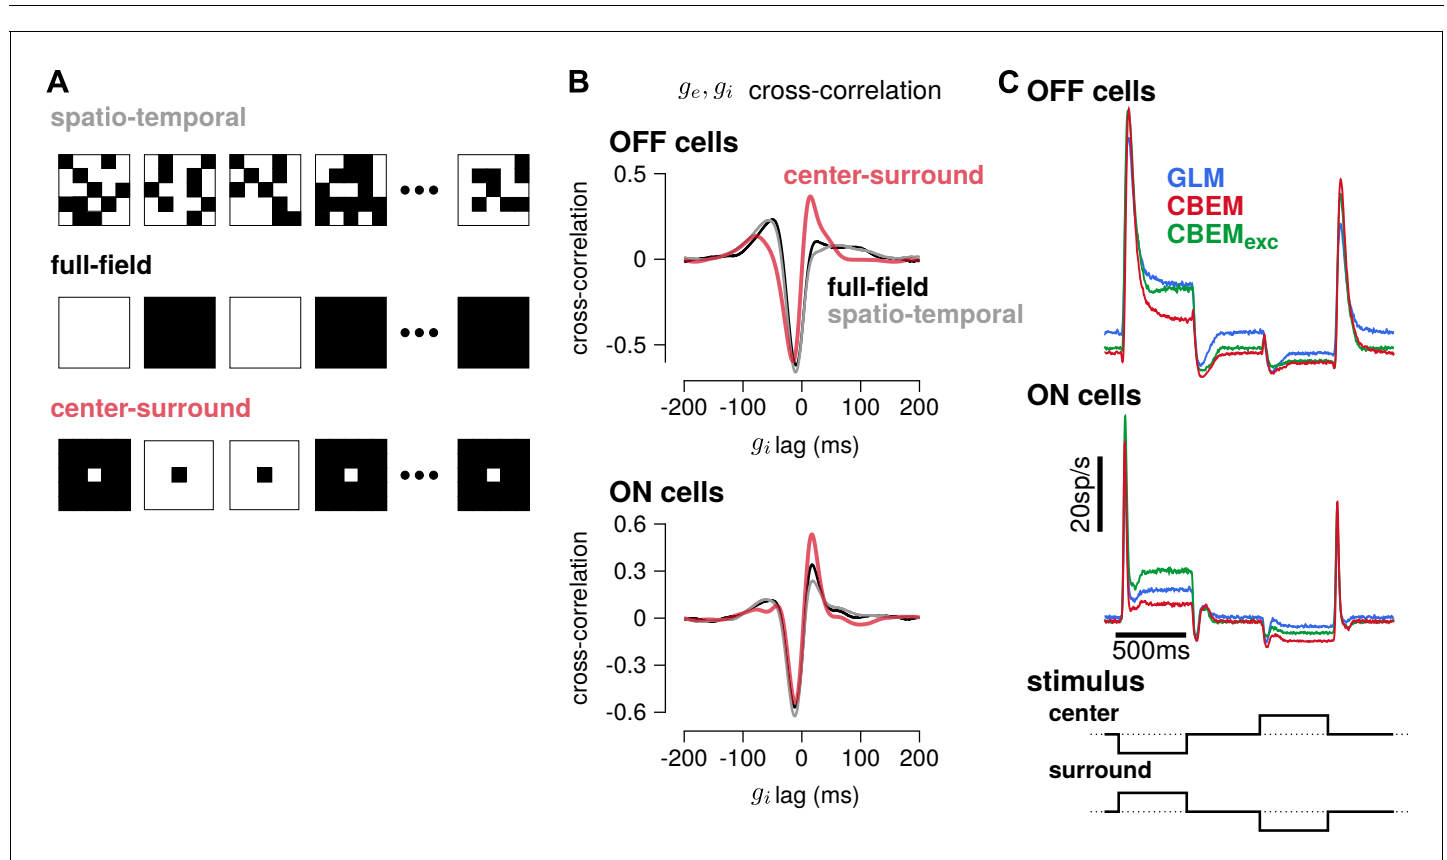 A
spatio-temporal
full-field
center-surround
B
g_e, g_i cross-correlation
OFF cells
center-surround
full-field
spatio-temporal
cross-correlation
0.5
0
-0.5
-200 -100 0 100 200
g_i lag (ms)
ON cells
cross-correlation
0.6
0.3
0
-0.3
-0.6
-200 -100 0 100 200
g_i lag (ms)
C
OFF cells
GLM
CBEM
CBEM_exc
ON cells
20sp/s
500ms
stimulus
center
surround